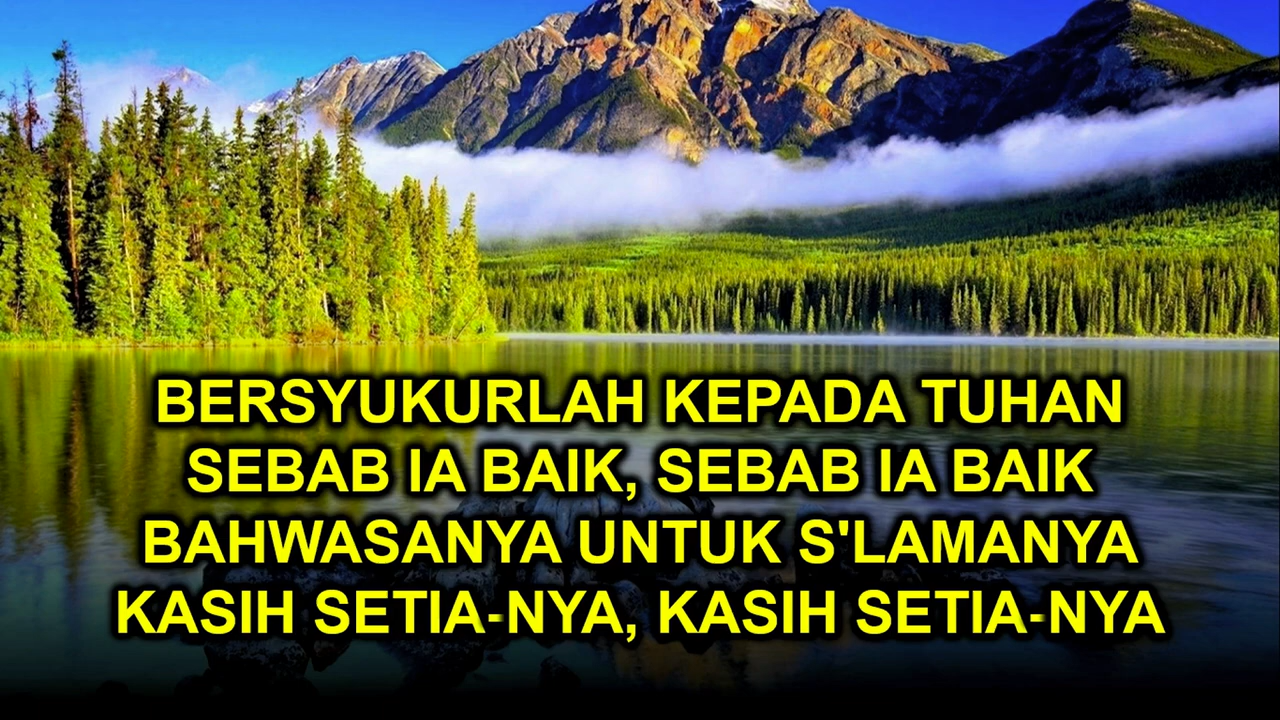 BERSYUKURLAH KEPADA TUHAN
SEBAB IA BAIK, SEBAB IA BAIK
BAHWASANYA UNTUK S'LAMANYA
KASIH SETIA-NYA, KASIH SETIA-NYA